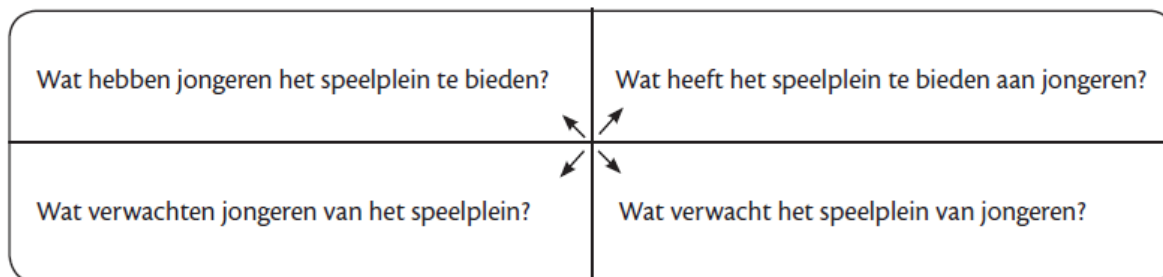 Wat hebben jongeren het speelplein te bieden?
Wat heeft het speelplein te bieden aan jongeren?
Wat verwachten jongeren van het speelplein?
Wat verwacht het speelplein van jongeren?